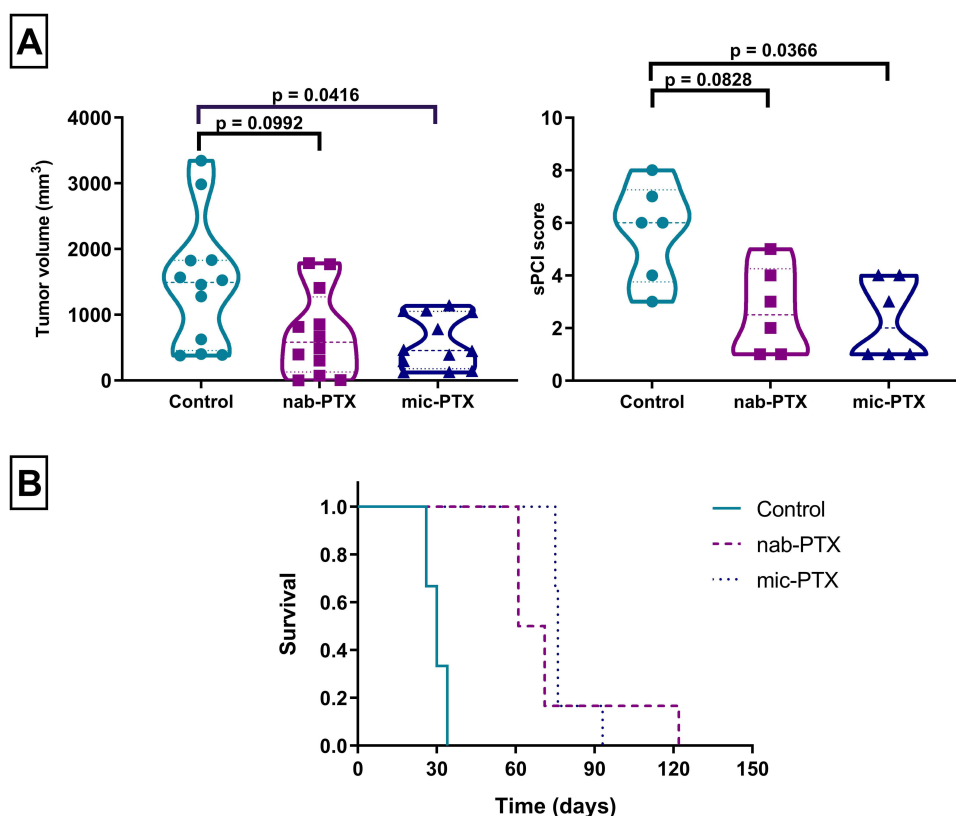 A
p = 0.0416
p = 0.0992
Tumor volume (mm³)
4000
3000
2000
1000
0
Control
nab-PTX
mic-PTX
p = 0.0366
p = 0.0828
sPCI score
10
8
6
4
2
0
Control
nab-PTX
mic-PTX
B
Survival
1.0
0.8
0.6
0.4
0.2
0.0
0
30
60
90
120
150
Time (days)
Control
nab-PTX
mic-PTX